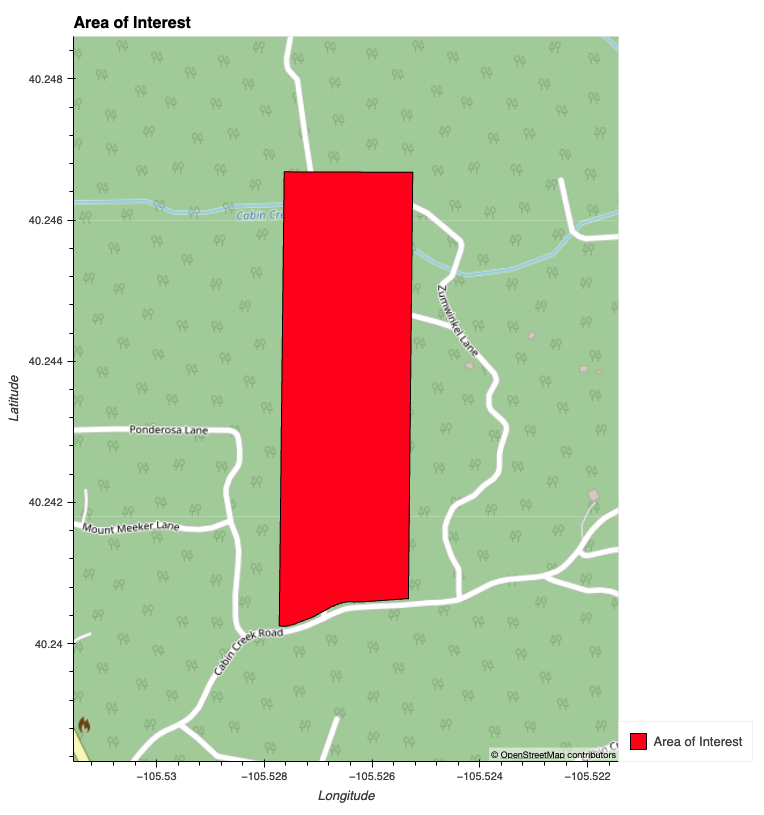 Area of Interest
40.248
40.246
40.244
40.242
40.24
Latitude
Cabin Cre
Zumwinkel Lane
Ponderosa Lane
Mount Meeker Lane
Cabin Creek Road
© OpenStreetMap contributors
−105.53
−105.528
−105.526
−105.524
−105.522
Longitude
Area of Interest